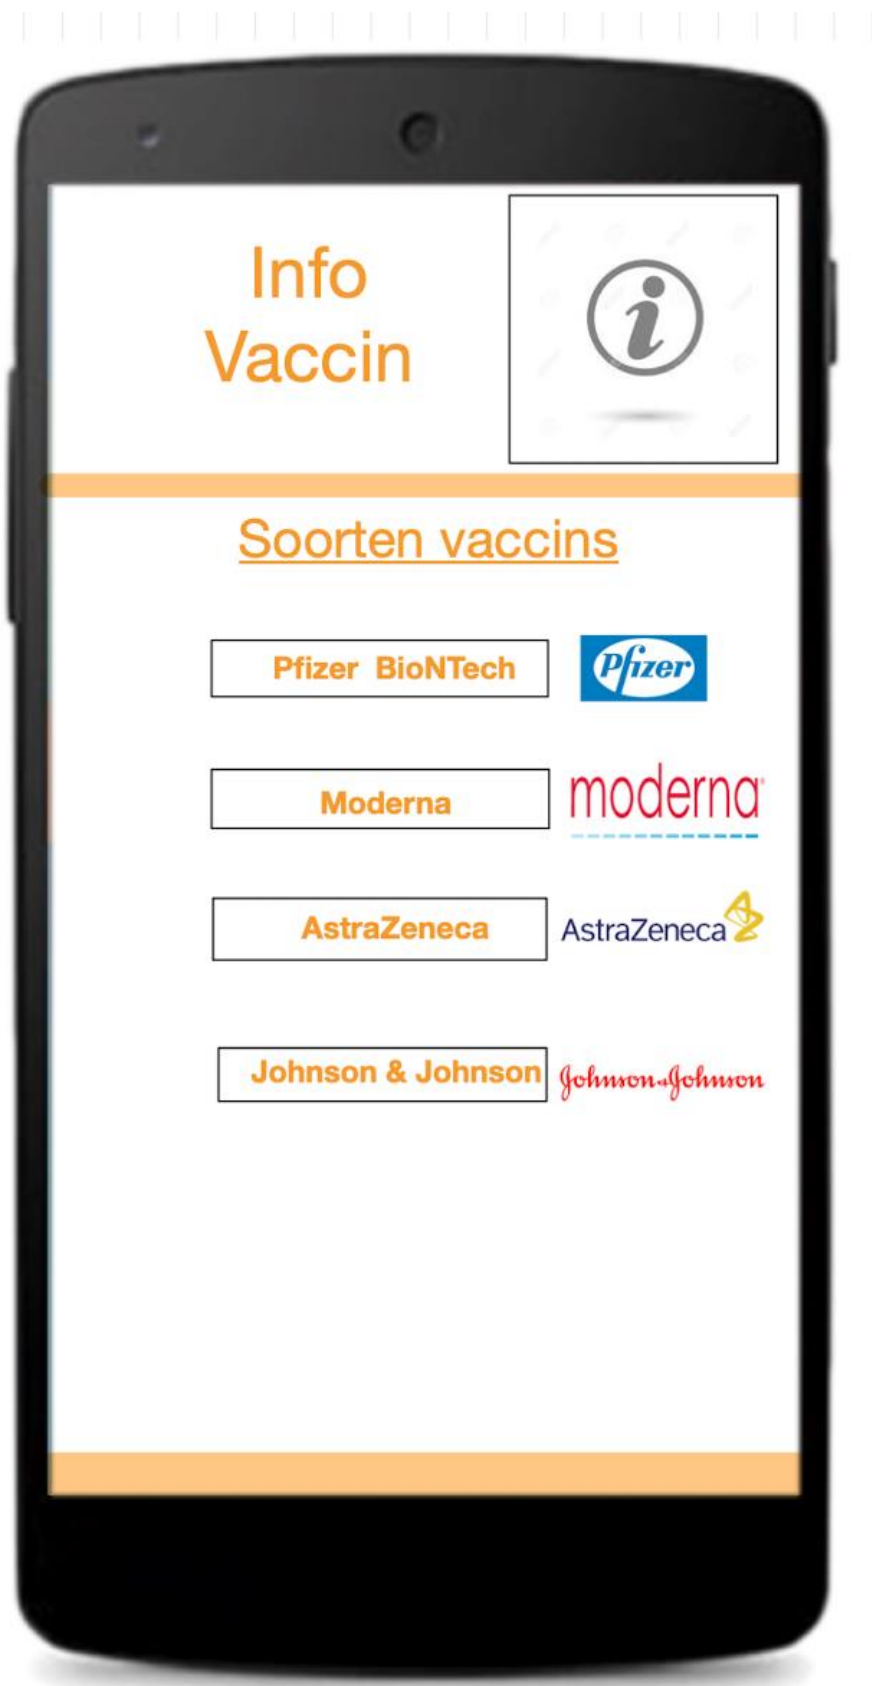 Info
Vaccin
Soorten vaccins
Pfizer BioNTech
Pfizer
Moderna
moderna
AstraZeneca
AstraZeneca
Johnson & Johnson
Johnson&Johnson